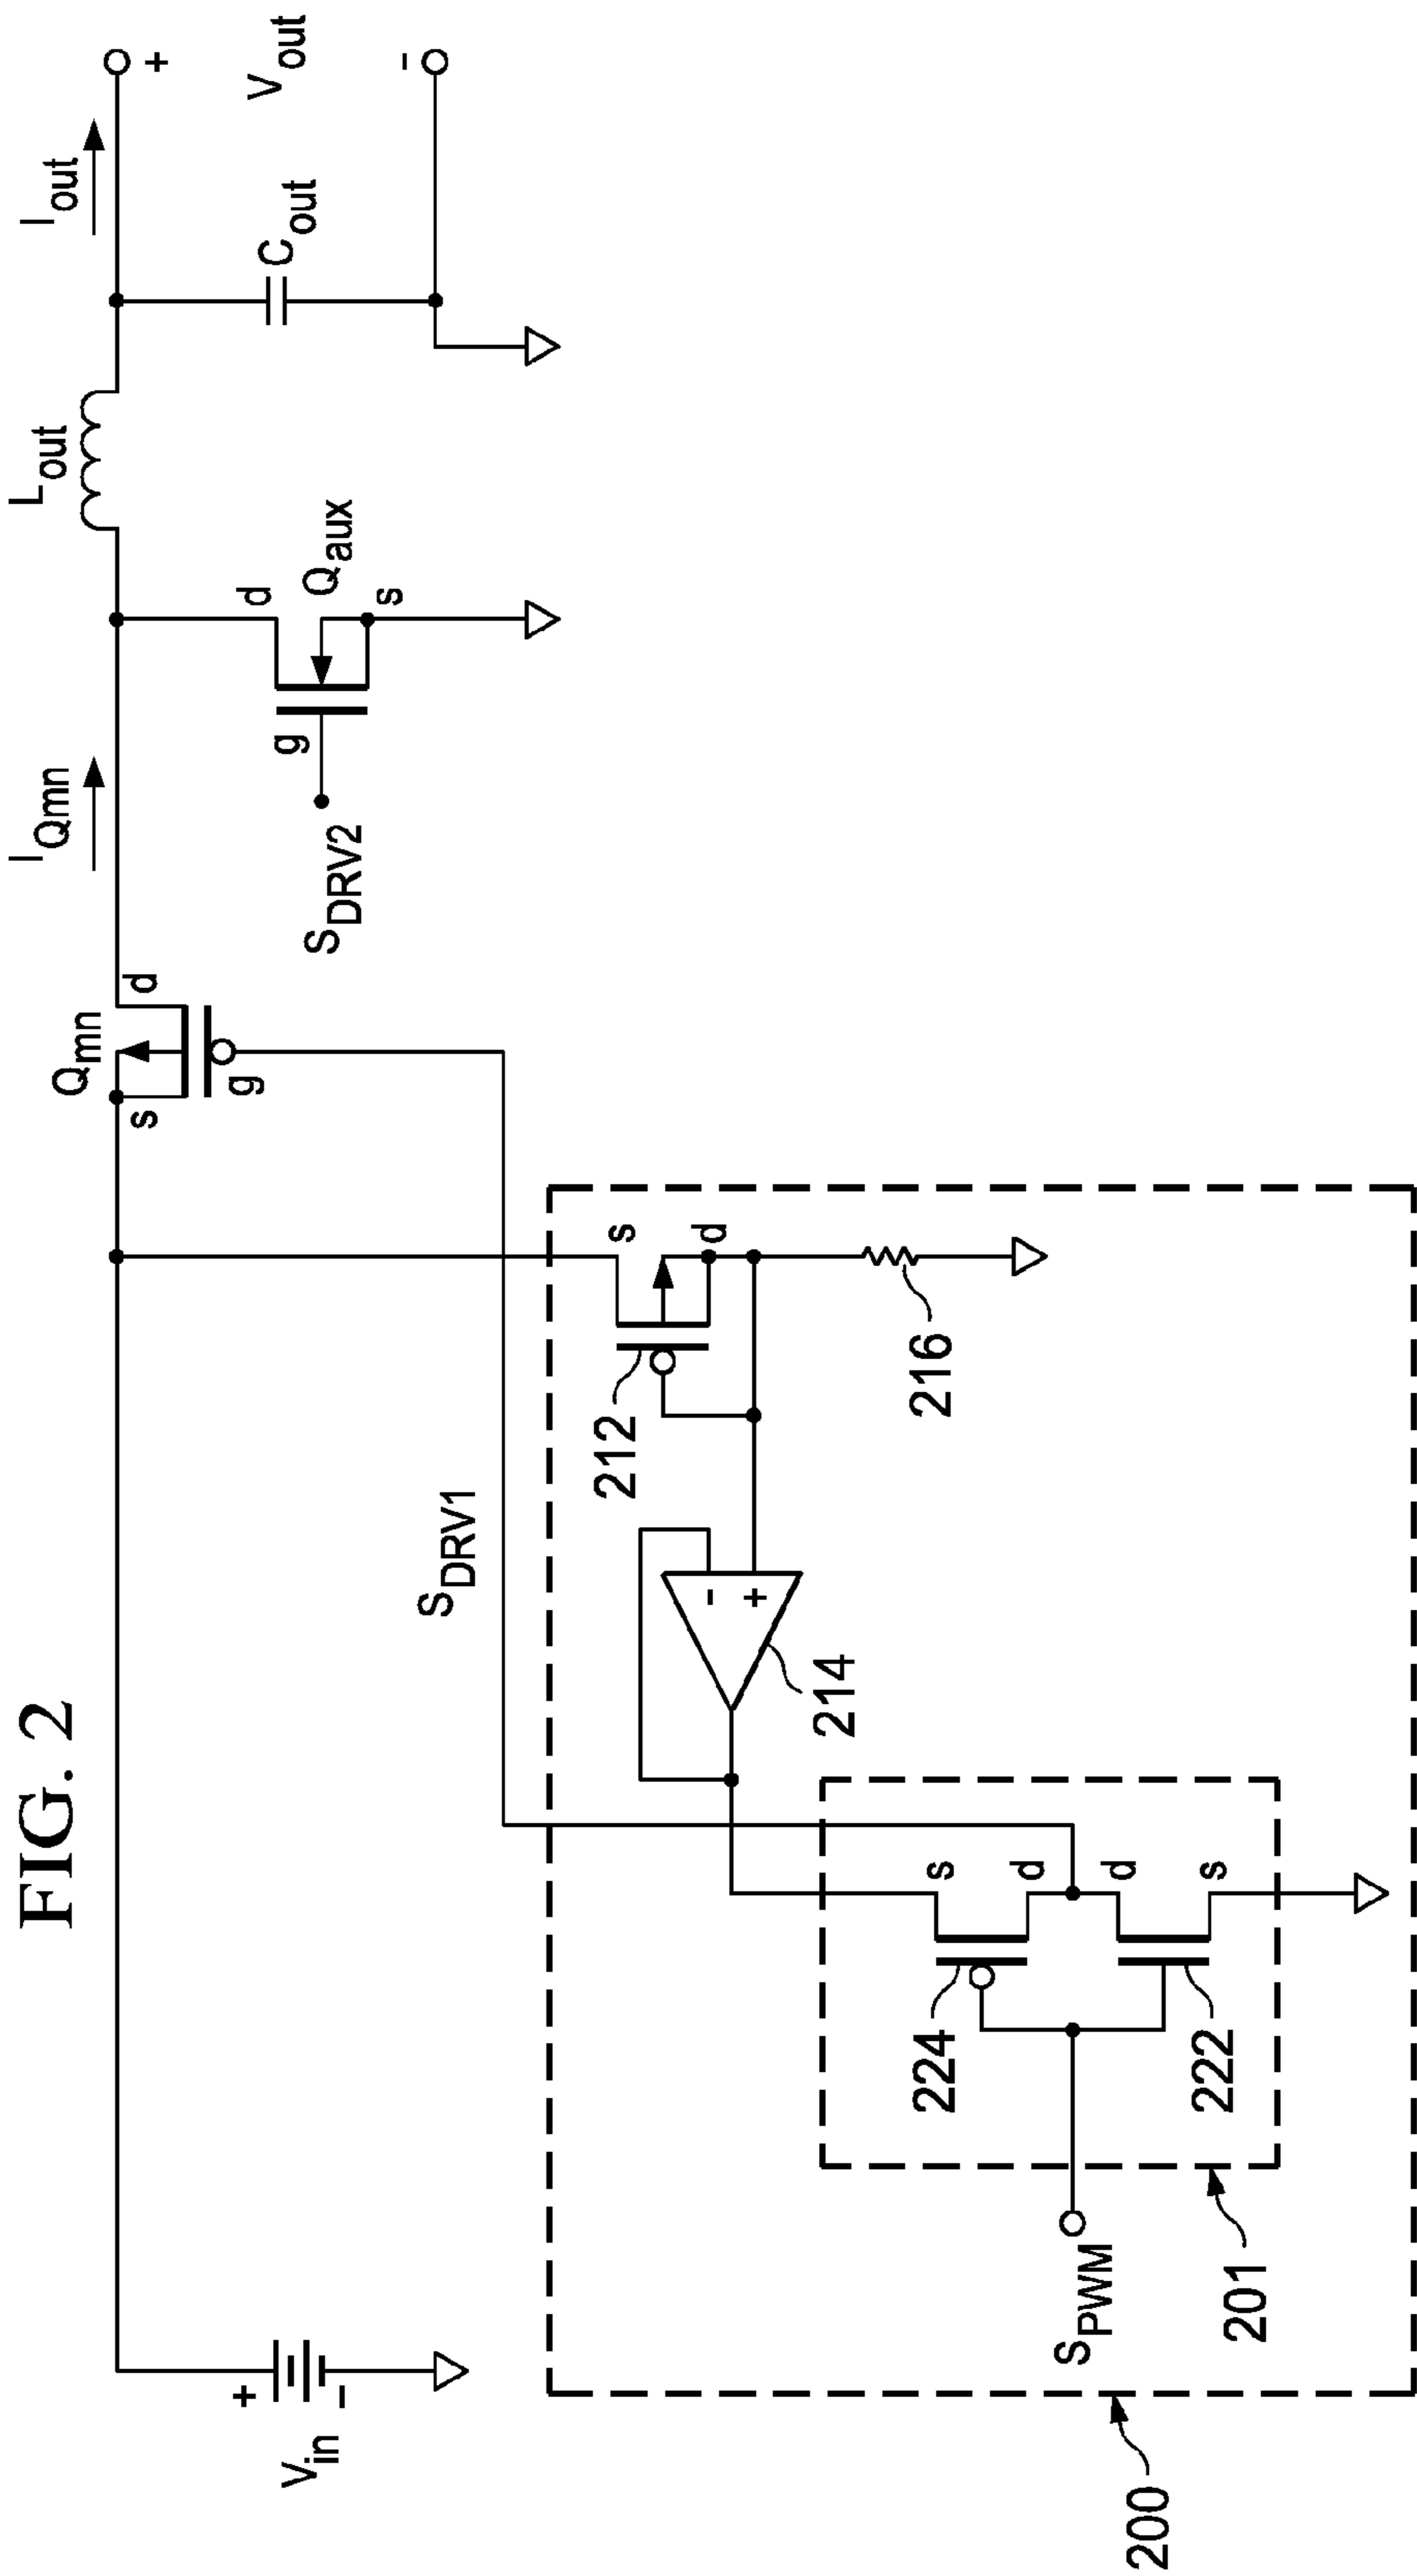 FIG. 2
V_in
+
-
Q_mn
s
d
g
I_Qmn
L_out
I_out
+
V_out
-
C_out
d
Q_aux
s
g
S_DRV2
S_DRV1
s
d
212
216
-
+
214
s
d
d
s
224
222
S_PWM
201
200